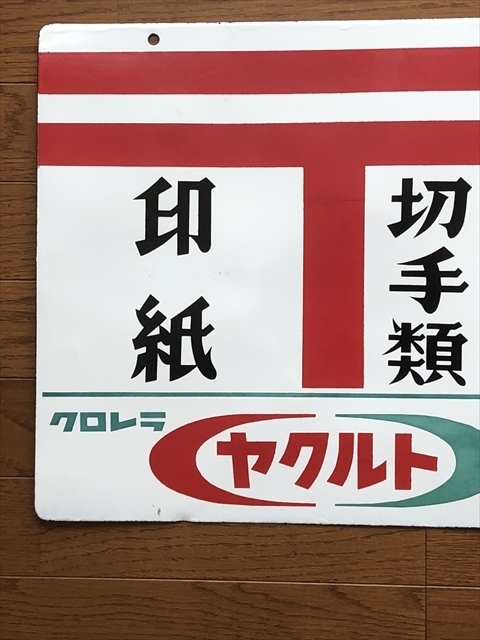 〒
切手類
印紙
クロレラ ヤクルト